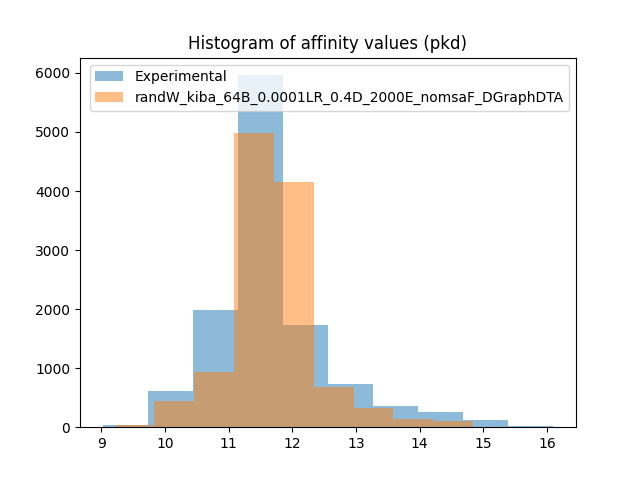 Histogram of affinity values (pkd)
Experimental
randW_kiba_64B_0.0001LR_0.4D_2000E_nomsaF_DGraphDTA
6000
5000
4000
3000
2000
1000
0
9 10 11 12 13 14 15 16